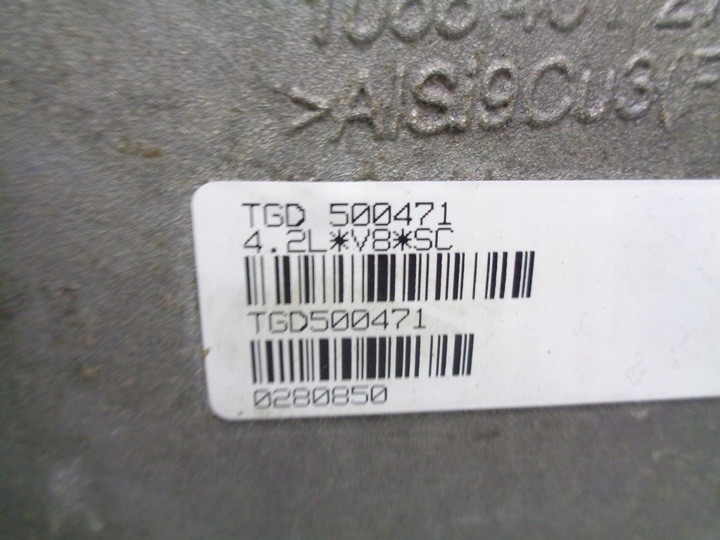 >AlSi9Cu3(F
TGD 500471
4.2L*V8*SC
TGD500471
0280850